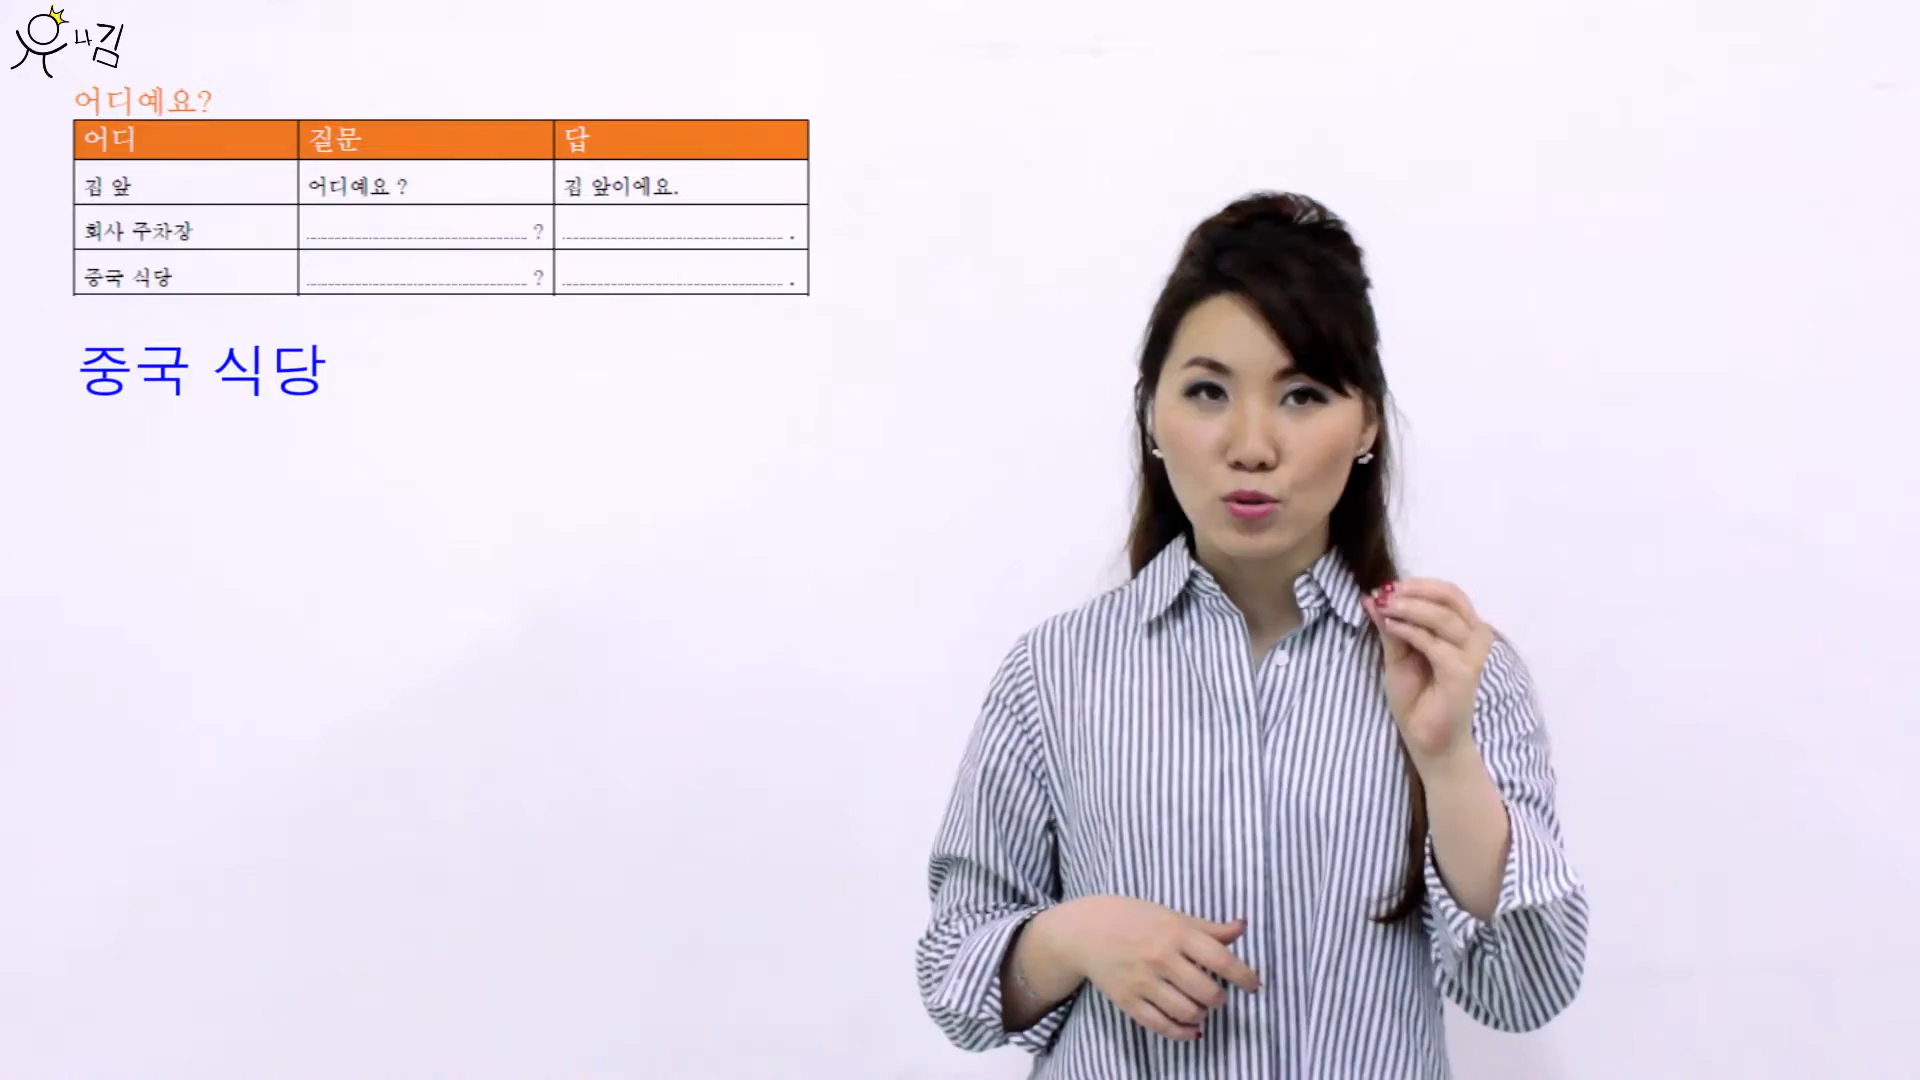 유나김
어디예요?
어디 질문 답
집 앞 어디예요 ? 집 앞이에요.
회사 주차장 ? .
중국 식당 ? .
중국 식당